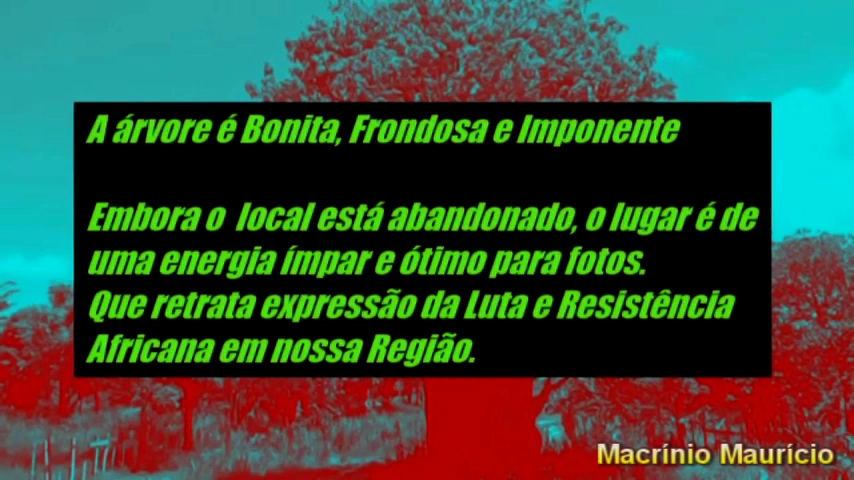 A árvore é Bonita, Frondosa e Imponente
Embora o local está abandonado, o lugar é de
uma energia ímpar e ótimo para fotos.
Que retrata expressão da Luta e Resistência
Africana em nossa Região.
Macrínio Maurício